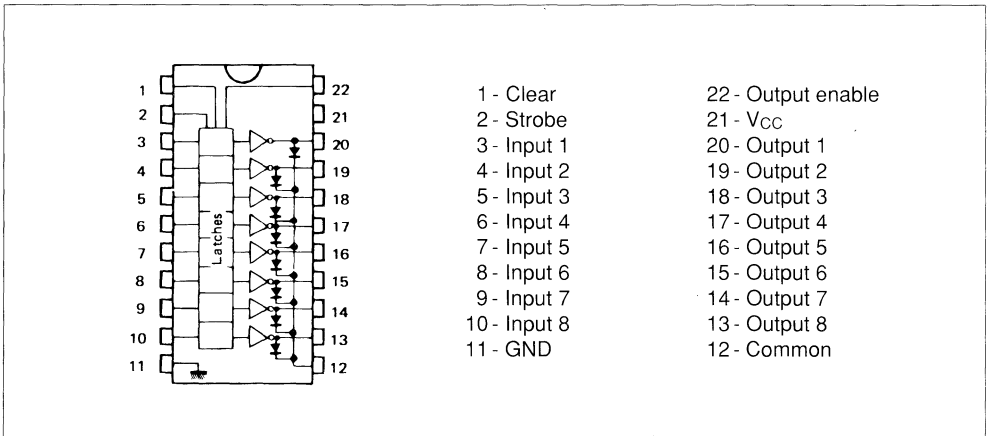 1 22
2 21
3 20
4 19
5 18
6 17
7 16
8 15
9 14
10 13
11 12
Latches
1 - Clear
2 - Strobe
3 - Input 1
4 - Input 2
5 - Input 3
6 - Input 4
7 - Input 5
8 - Input 6
9 - Input 7
10 - Input 8
11 - GND
22 - Output enable
21 - VCC
20 - Output 1
19 - Output 2
18 - Output 3
17 - Output 4
16 - Output 5
15 - Output 6
14 - Output 7
13 - Output 8
12 - Common